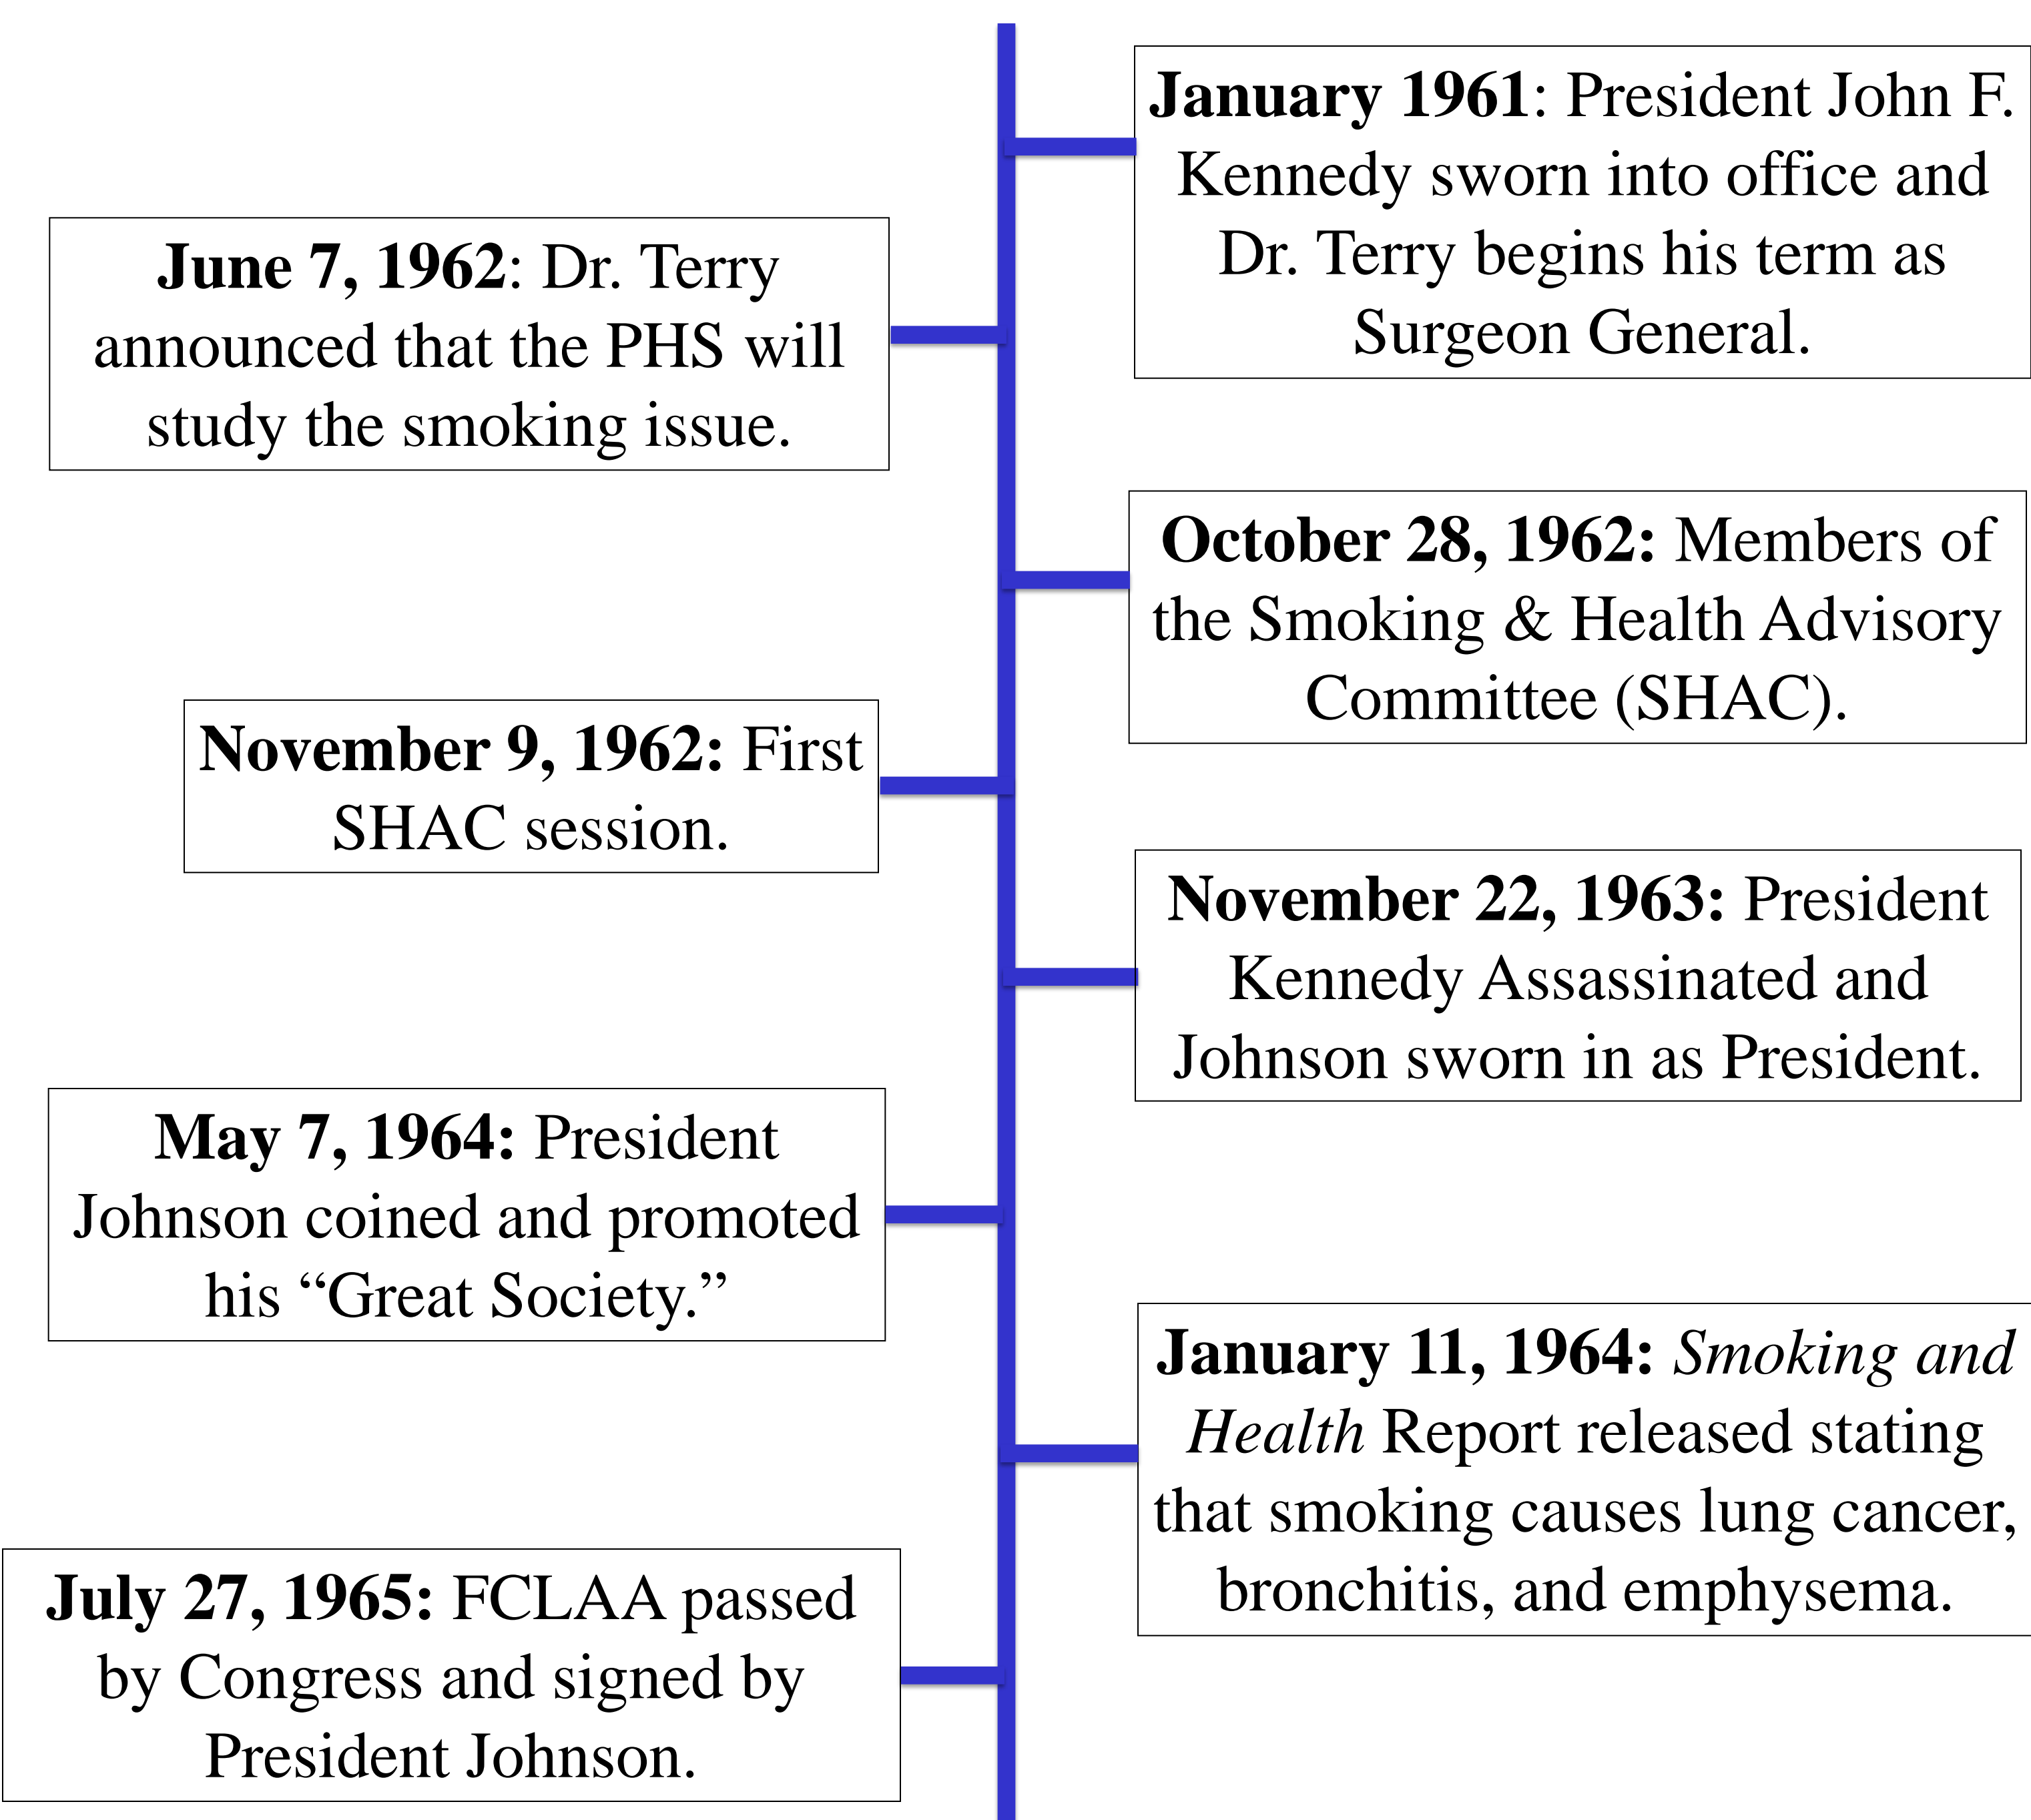 January 1961: President John F.
Kennedy sworn into office and
Dr. Terry begins his term as
Surgeon General.
June 7, 1962: Dr. Terry
announced that the PHS will
study the smoking issue.
October 28, 1962: Members of
the Smoking & Health Advisory
Committee (SHAC).
November 9, 1962: First
SHAC session.
November 22, 1963: President
Kennedy Assassinated and
Johnson sworn in as President.
May 7, 1964: President
Johnson coined and promoted
his “Great Society.”
January 11, 1964: Smoking and
Health Report released stating
that smoking causes lung cancer,
bronchitis, and emphysema.
July 27, 1965: FCLAA passed
by Congress and signed by
President Johnson.